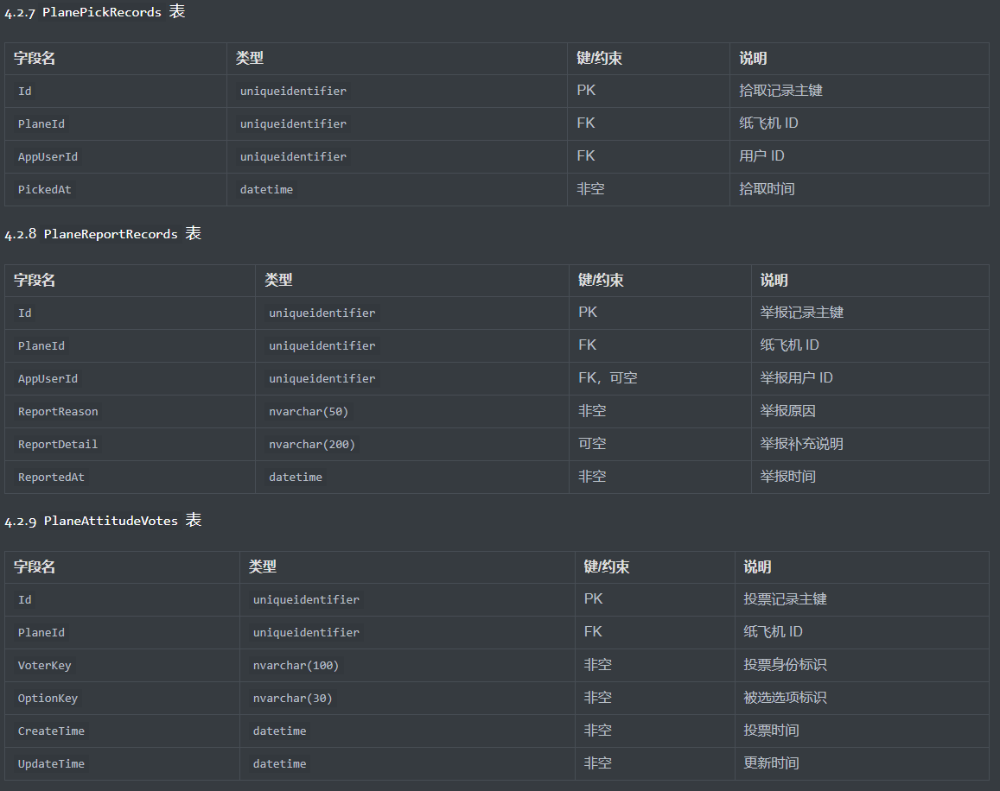 4.2.7 PlanePickRecords 表
字段名 类型 键/约束 说明
Id uniqueidentifier PK 拾取记录主键
PlaneId uniqueidentifier FK 纸飞机 ID
AppUserId uniqueidentifier FK 用户 ID
PickedAt datetime 非空 拾取时间
4.2.8 PlaneReportRecords 表
字段名 类型 键/约束 说明
Id uniqueidentifier PK 举报记录主键
PlaneId uniqueidentifier FK 纸飞机 ID
AppUserId uniqueidentifier FK，可空 举报用户 ID
ReportReason nvarchar(50) 非空 举报原因
ReportDetail nvarchar(200) 可空 举报补充说明
ReportedAt datetime 非空 举报时间
4.2.9 PlaneAttitudeVotes 表
字段名 类型 键/约束 说明
Id uniqueidentifier PK 投票记录主键
PlaneId uniqueidentifier FK 纸飞机 ID
VoterKey nvarchar(100) 非空 投票身份标识
OptionKey nvarchar(30) 非空 被选选项标识
CreateTime datetime 非空 投票时间
UpdateTime datetime 非空 更新时间